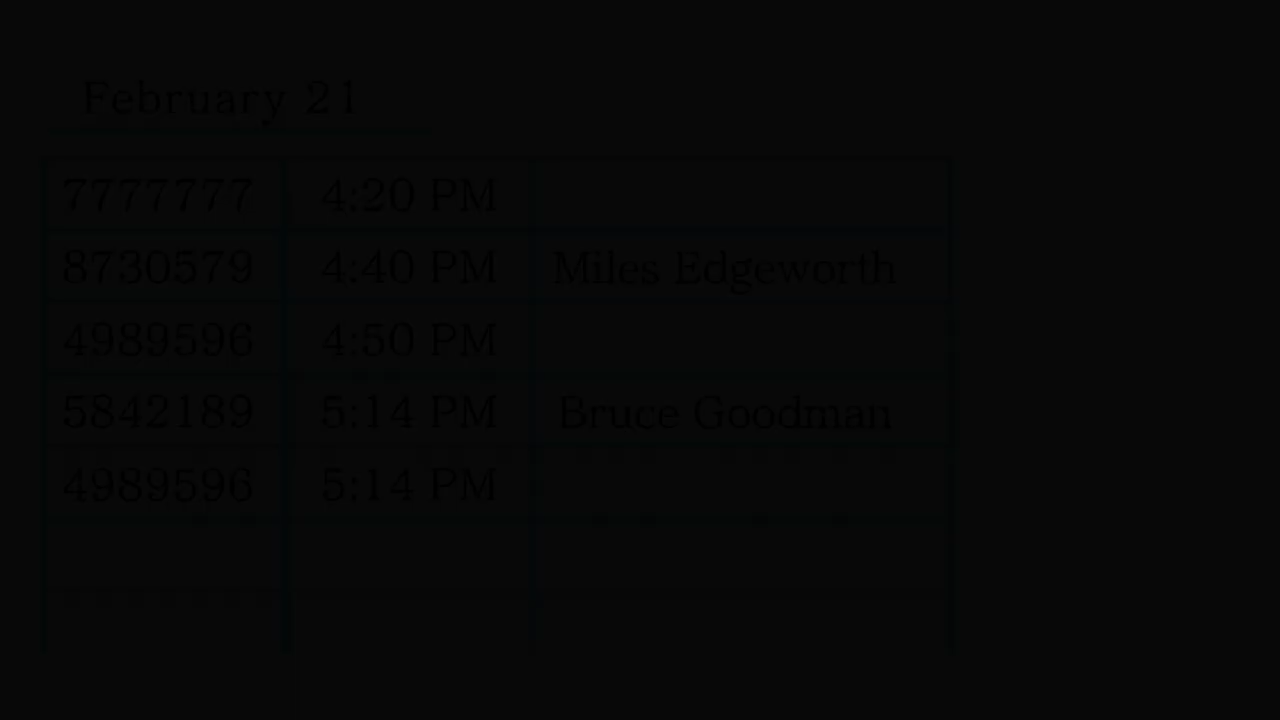 February 21
7777777 4:20 PM
8730579 4:40 PM Miles Edgeworth
4989596 4:50 PM
5842189 5:14 PM Bruce Goodman
4989596 5:14 PM